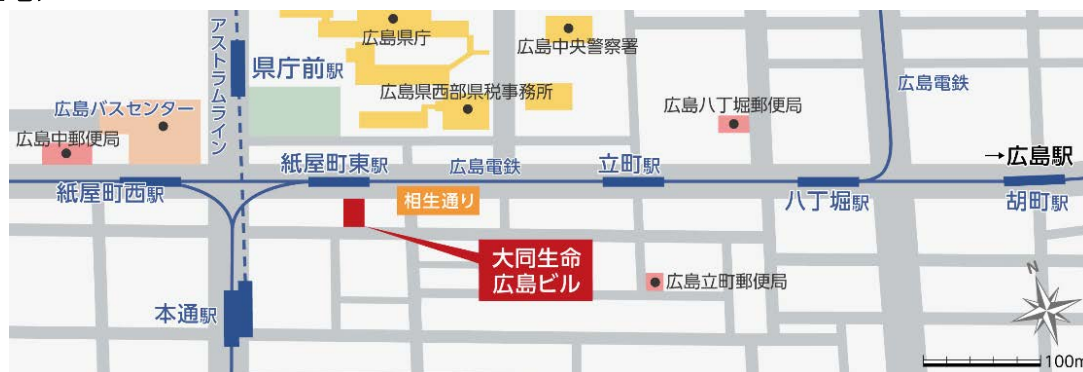 アストラムライン
広島県庁
広島中央警察署
県庁前駅
広島県西部県税事務所
広島電鉄
広島バスセンター
広島八丁堀郵便局
広島中郵便局
紙屋町東駅
広島電鉄
立町駅
→広島駅
紙屋町西駅
相生通り
八丁堀駅
胡町駅
大同生命
広島ビル
広島立町郵便局
本通駅
N
100m